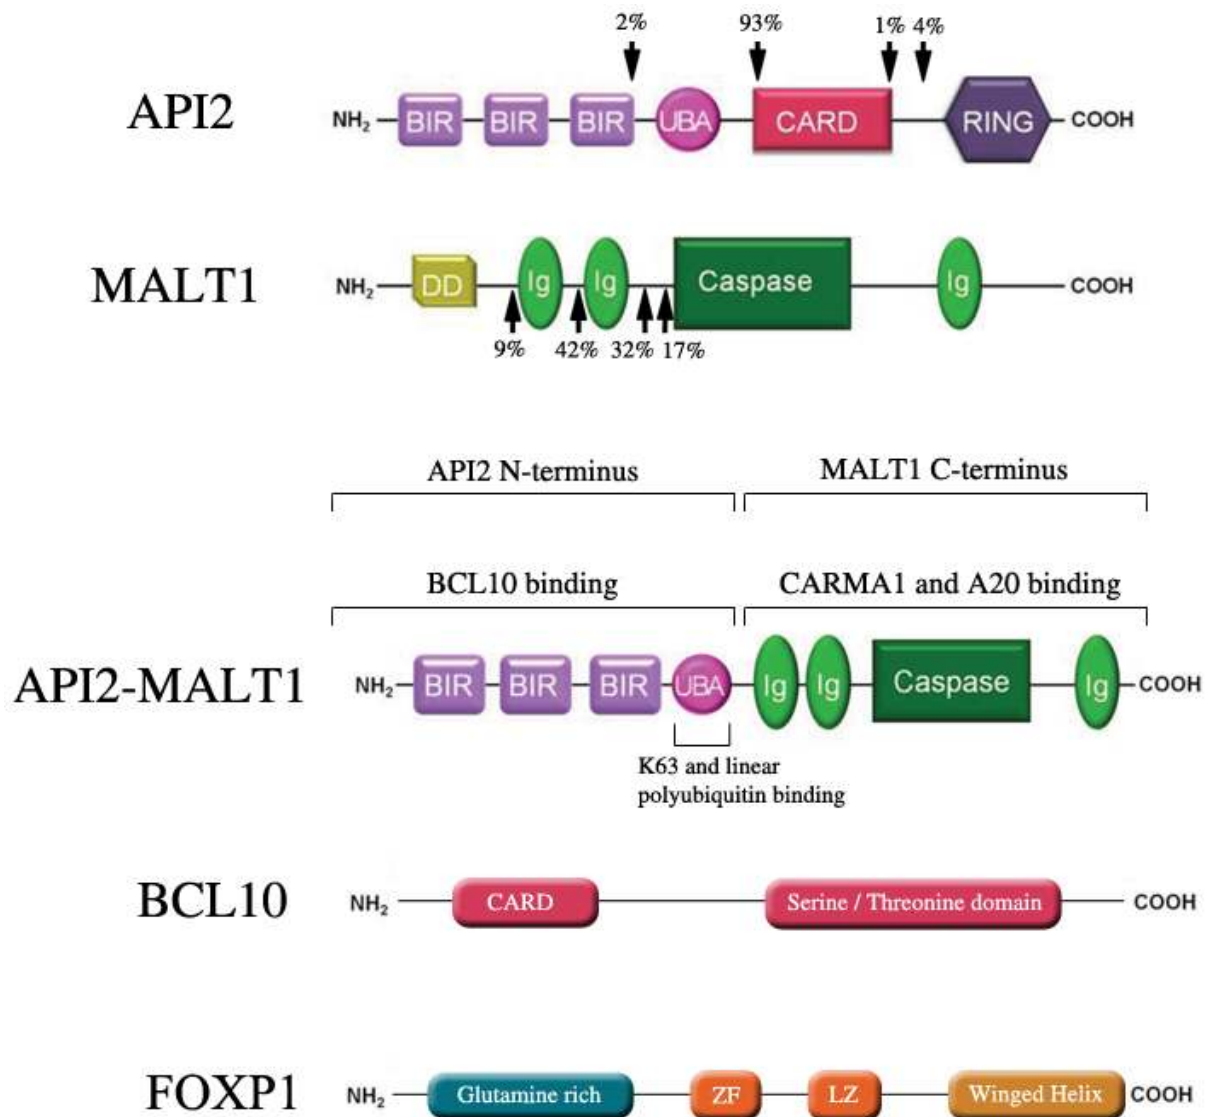 2% 93% 1% 4%
API2 NH2 BIR BIR BIR UBA CARD RING COOH
MALT1 NH2 DD Ig Ig Caspase Ig COOH
9% 42% 32% 17%
API2 N-terminus MALT1 C-terminus
BCL10 binding CARMA1 and A20 binding
API2-MALT1 NH2 BIR BIR BIR UBA Ig Ig Caspase Ig COOH
K63 and linear
polyubiquitin binding
BCL10 NH2 CARD Serine / Threonine domain COOH
FOXP1 NH2 Glutamine rich ZF LZ Winged Helix COOH